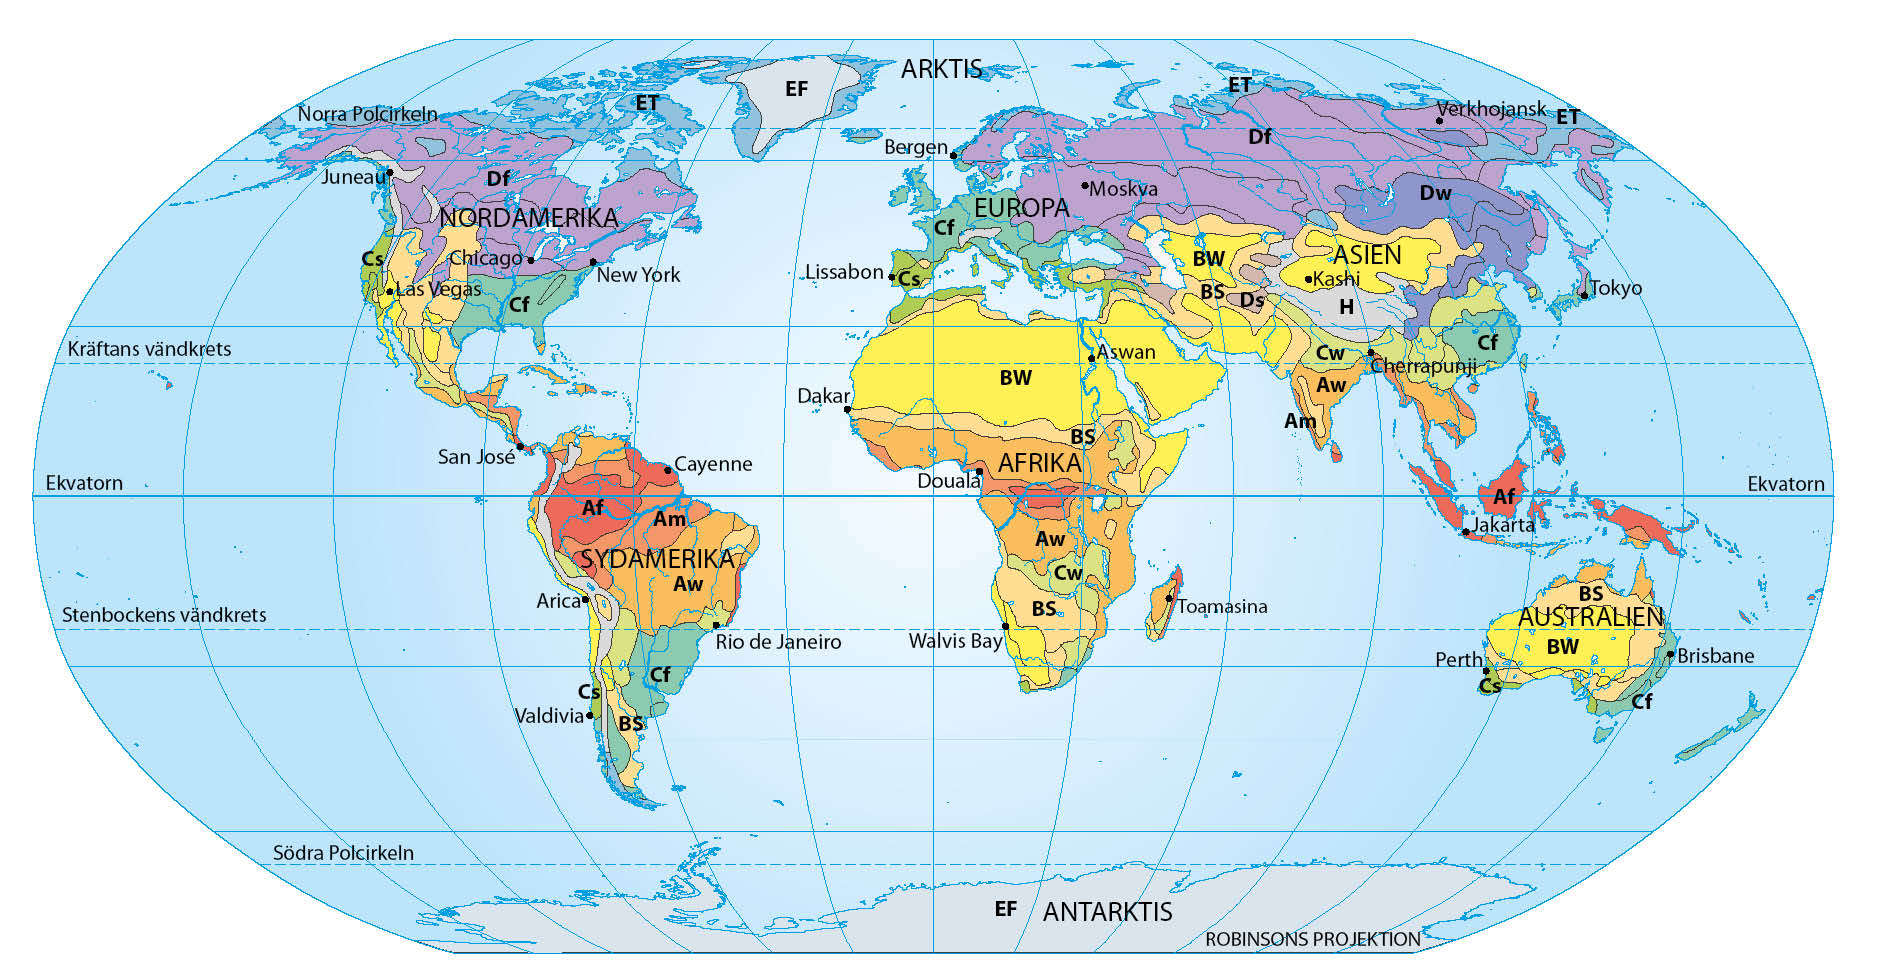 ARKTIS
EF
ET
ET
Norra Polcirkeln
Verkhojansk
ET
Df
Bergen
Juneau
Df
Moskva
Dw
NORDAMERIKA
EUROPA
Cf
Cs
Chicago
New York
Lissabon
Cs
BW
ASIEN
Kashi
Las Vegas
Cf
BS
Ds
H
Tokyo
Kräftans vändkrets
Aswan
Cw
Cf
Cherrapunji
BW
Aw
Dakar
Am
BS
San José
Cayenne
AFRIKA
Douala
Ekvatorn
Ekvatorn
Af
Am
Af
Jakarta
Aw
SYDAMERIKA
Aw
Cw
Arica
BS
Toamasina
BS
AUSTRALIEN
Stenbockens vändkrets
Rio de Janeiro
Walvis Bay
BW
Perth
Brisbane
Cf
Cs
Cs
Cf
Valdivia
BS
Södra Polcirkeln
EF
ANTARKTIS
ROBINSONS PROJEKTION